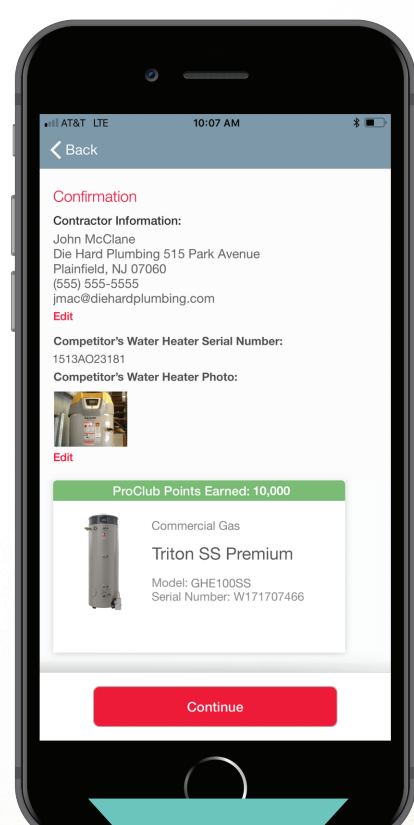 AT&T LTE 10:07 AM
Back
Confirmation
Contractor Information:
John McClane
Die Hard Plumbing 515 Park Avenue
Plainfield, NJ 07060
(555) 555-5555
jmac@diehardplumbing.com
Edit
Competitor's Water Heater Serial Number:
1513AO23181
Competitor's Water Heater Photo:
Edit
ProClub Points Earned: 10,000
Commercial Gas
Triton SS Premium
Model: GHE100SS
Serial Number: W171707466
Continue